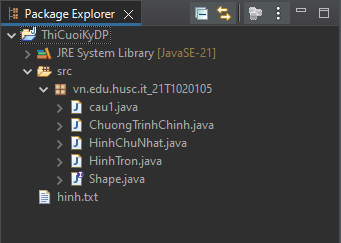 Package Explorer
ThiCuoiKyDP
JRE System Library [JavaSE-21]
src
vn.edu.husc.it_21T1020105
cau1.java
ChuongTrinhChinh.java
HinhChuNhat.java
HinhTron.java
Shape.java
hinh.txt